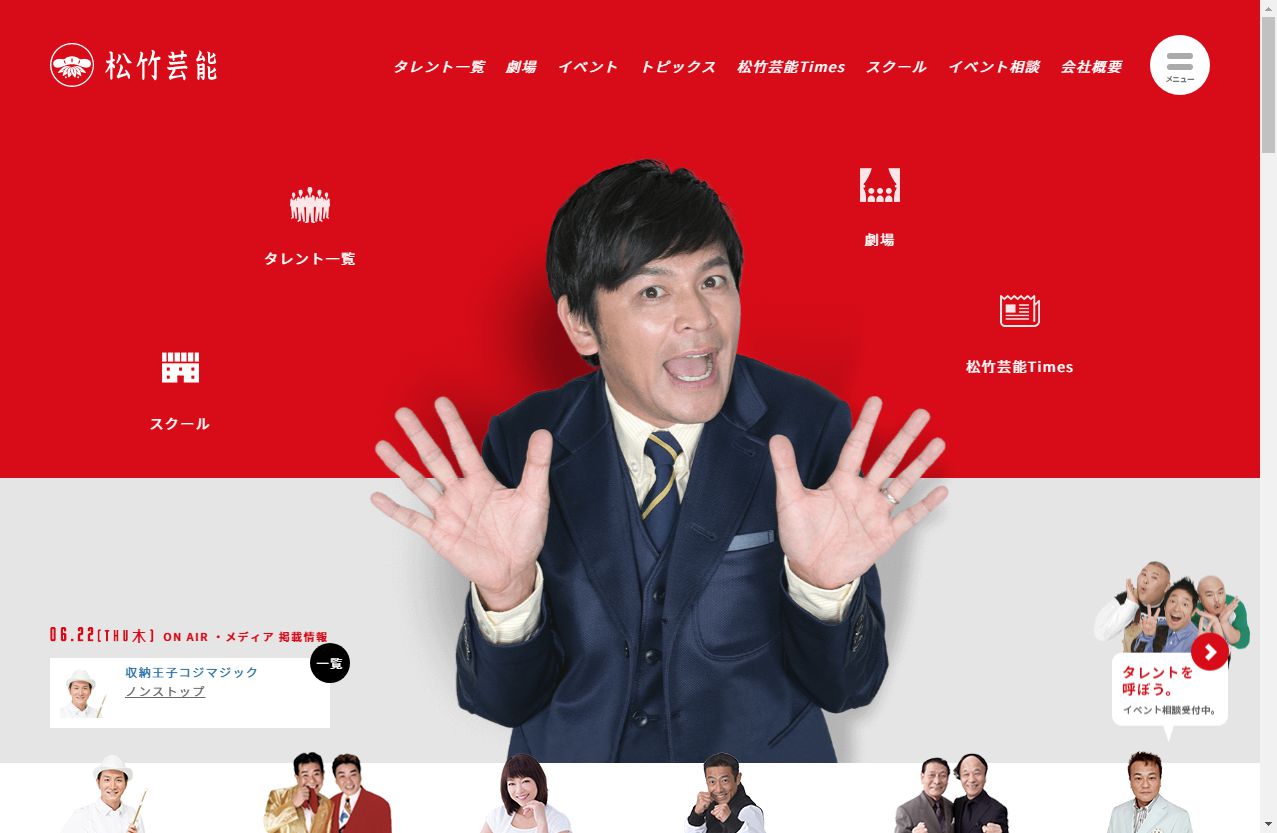 松竹芸能
タレント一覧 劇場 イベント トピックス 松竹芸能Times スクール イベント相談 会社概要
メニュー
タレント一覧
劇場
松竹芸能Times
スクール
06.22[THU木] ON AIR ・メディア 掲載情報
一覧
収納王子コジマジック
ノンストップ
タレントを
呼ぼう。
イベント相談受付中。